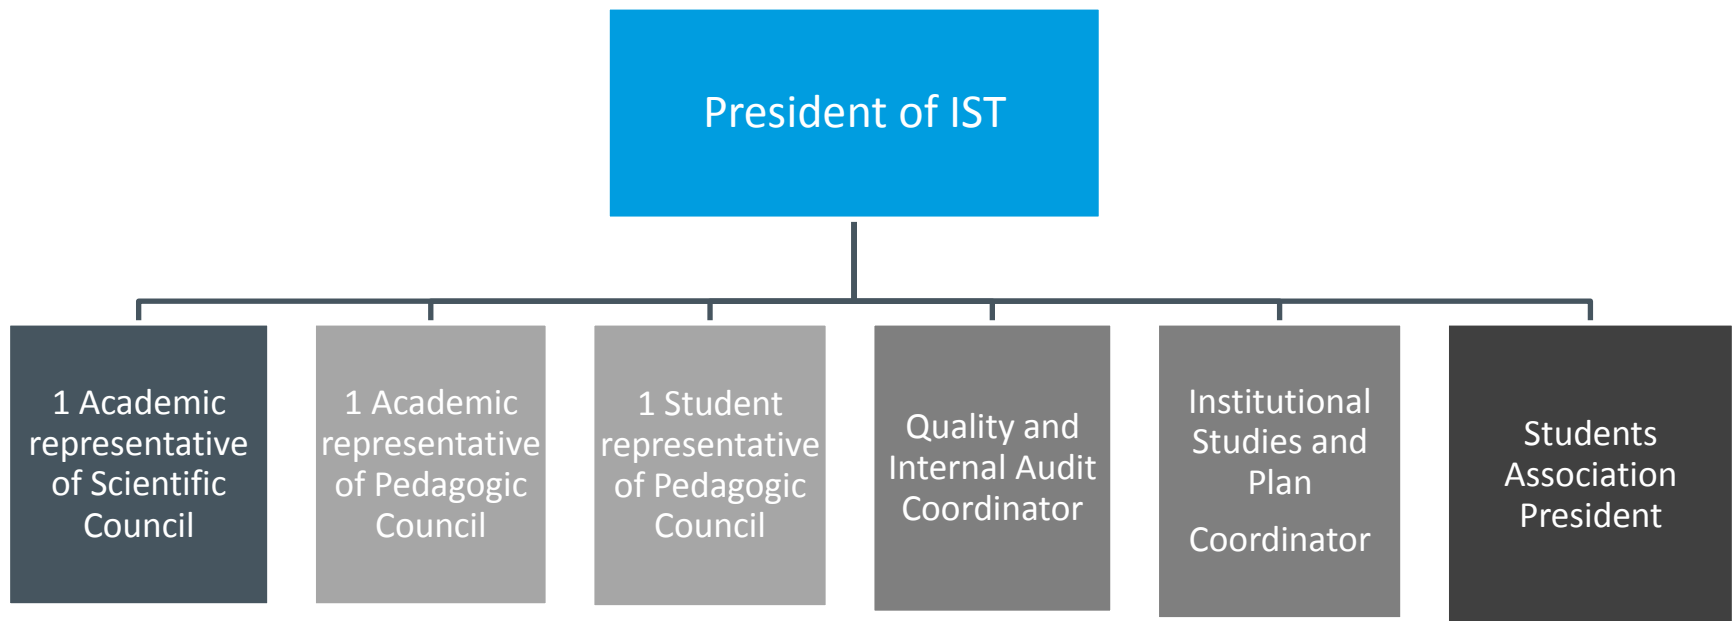 President of IST
1 Academic
representative
of Scientific
Council
1 Academic
representative
of Pedagogic
Council
1 Student
representative
of Pedagogic
Council
Quality and
Internal Audit
Coordinator
Institutional
Studies and
Plan
Coordinator
Students
Association
President